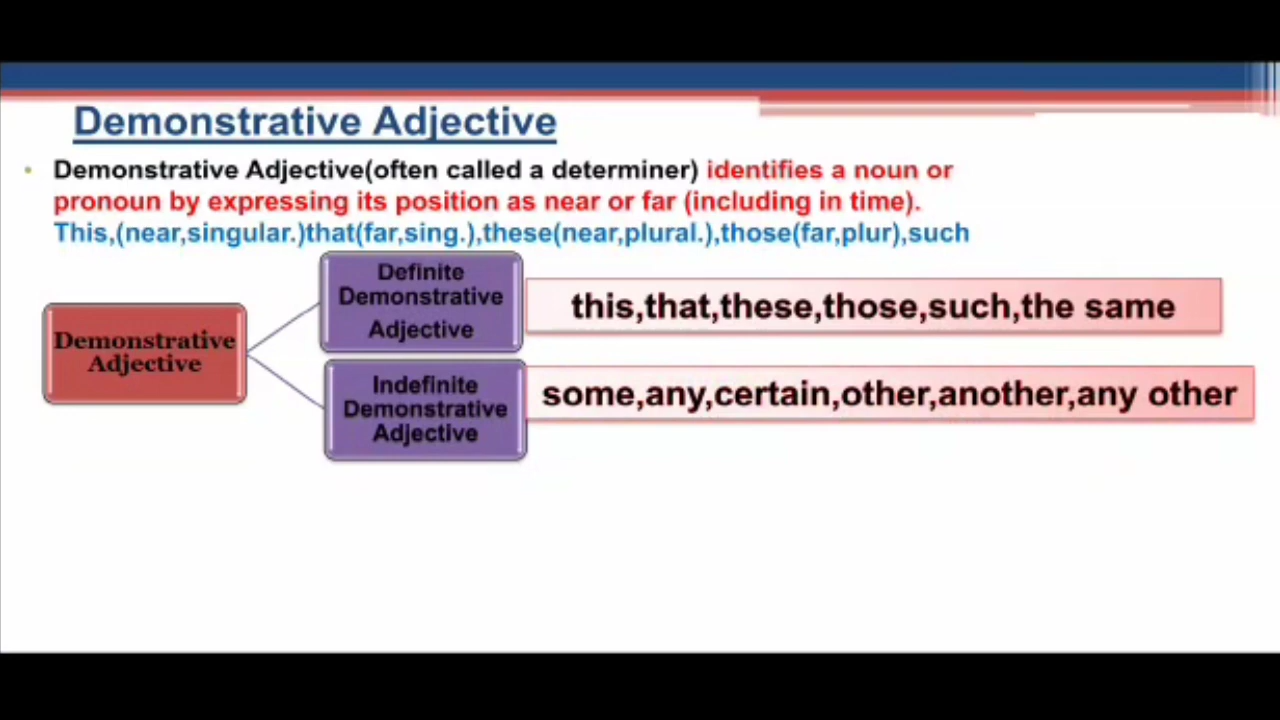 Demonstrative Adjective
• Demonstrative Adjective(often called a determiner) identifies a noun or
pronoun by expressing its position as near or far (including in time).
This,(near,singular.)that(far,sing.),these(near,plural.),those(far,plur),such
Demonstrative
Adjective
Definite
Demonstrative
Adjective
this,that,these,those,such,the same
Indefinite
Demonstrative
Adjective
some,any,certain,other,another,any other